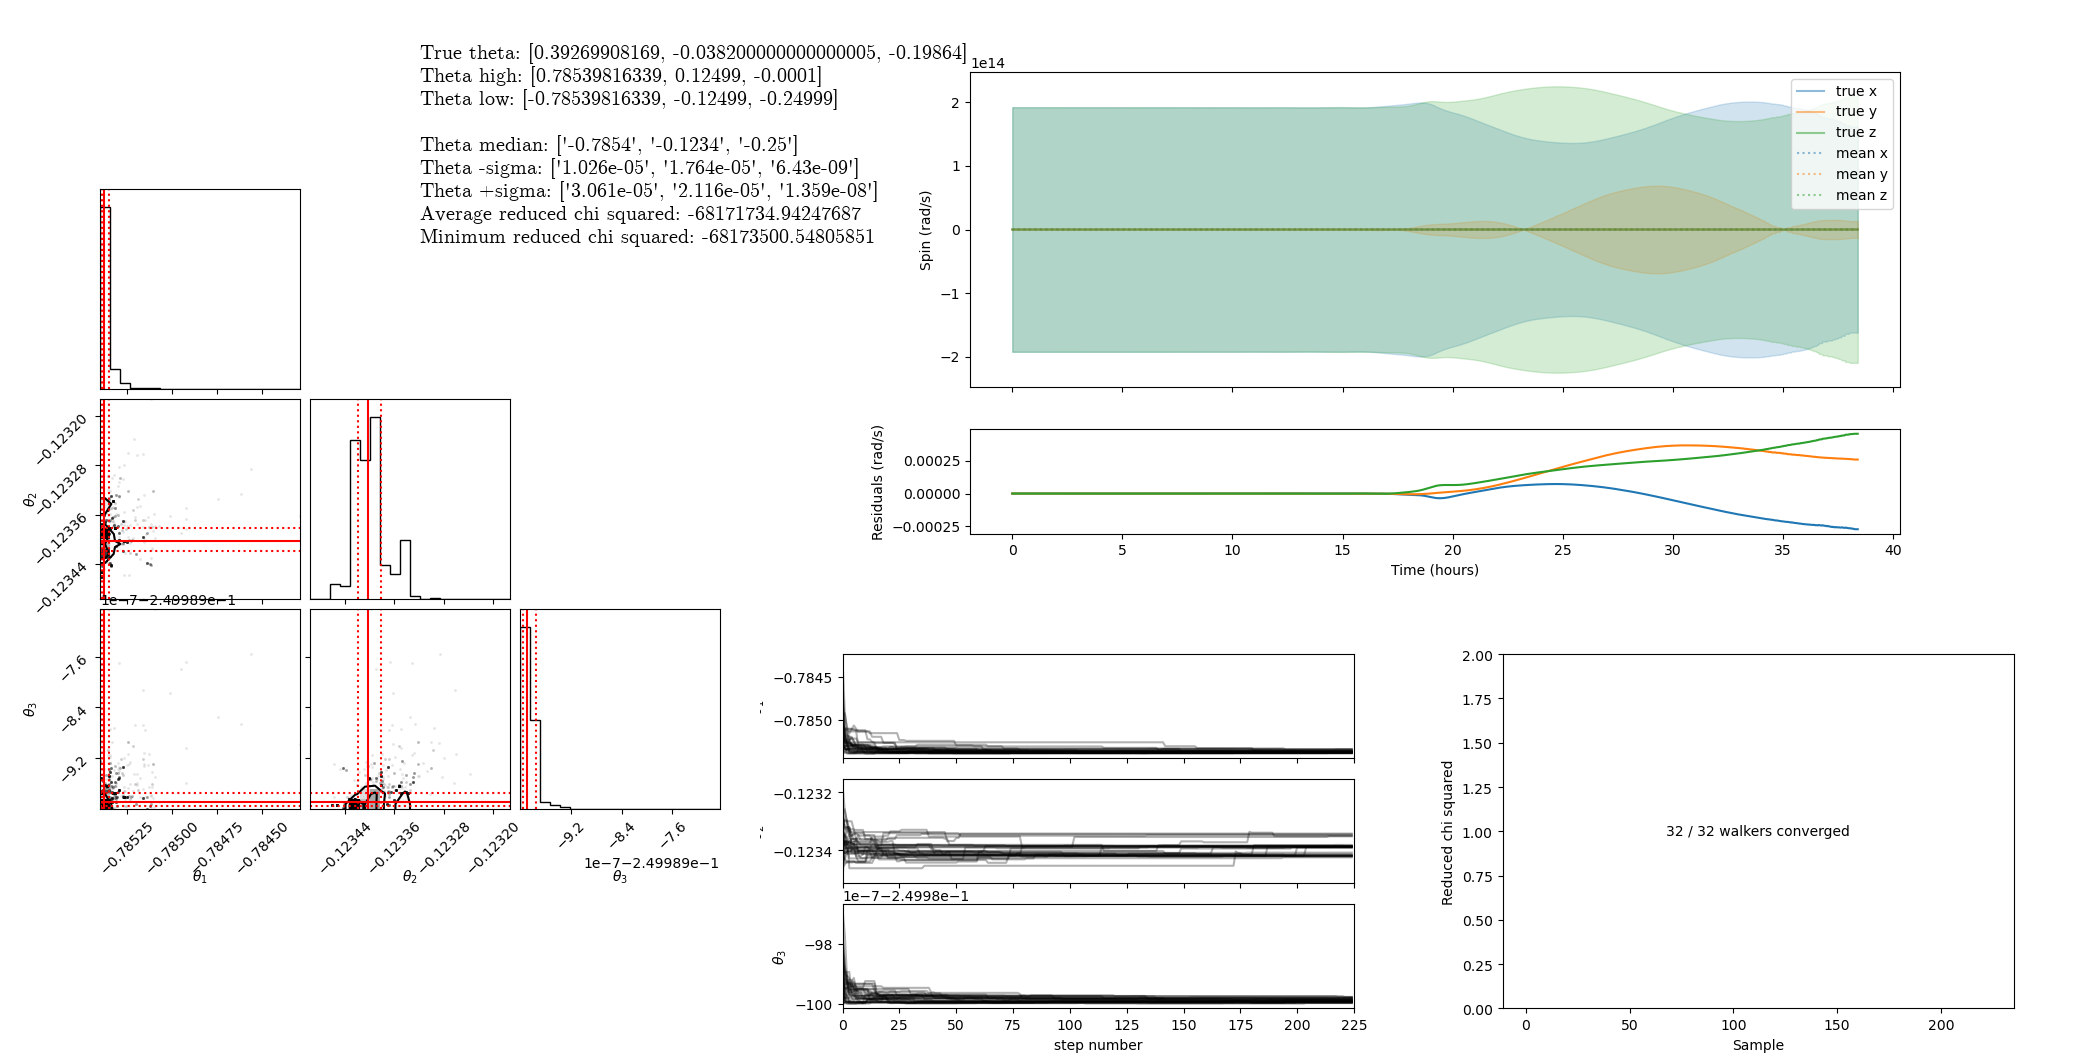 True theta: [0.39269908169, -0.038200000000000005, -0.19864]
Theta high: [0.78539816339, 0.12499, -0.0001]
Theta low: [-0.78539816339, -0.12499, -0.24999]
Theta median: ['-0.7854', '-0.1234', '-0.25']
Theta -sigma: ['1.026e-05', '1.764e-05', '6.43e-09']
Theta +sigma: ['3.061e-05', '2.116e-05', '1.359e-08']
Average reduced chi squared: -68171734.94247687
Minimum reduced chi squared: -68173500.54805851
1e14
2
1
0
−1
−2
Spin (rad/s)
true x
true y
true z
mean x
mean y
mean z
0.00025
0.00000
−0.00025
Residuals (rad/s)
0 5 10 15 20 25 30 35 40
Time (hours)
−0.12320
−0.12328
−0.12336
−0.12344
θ2
1e−7−2.49989e−1
−7.6
−8.4
−9.2
θ3
−0.78525 −0.78500 −0.78475 −0.78450
θ1
−0.12344 −0.12336 −0.12328 −0.12320
θ2
−9.2 −8.4 −7.6
1e−7−2.49989e−1
θ3
−0.7845
−0.7850
−0.1232
−0.1234
1e−7−2.4998e−1
−98
−100
θ3
0 25 50 75 100 125 150 175 200 225
step number
2.00
1.75
1.50
1.25
1.00
0.75
0.50
0.25
0.00
Reduced chi squared
32 / 32 walkers converged
0 50 100 150 200
Sample